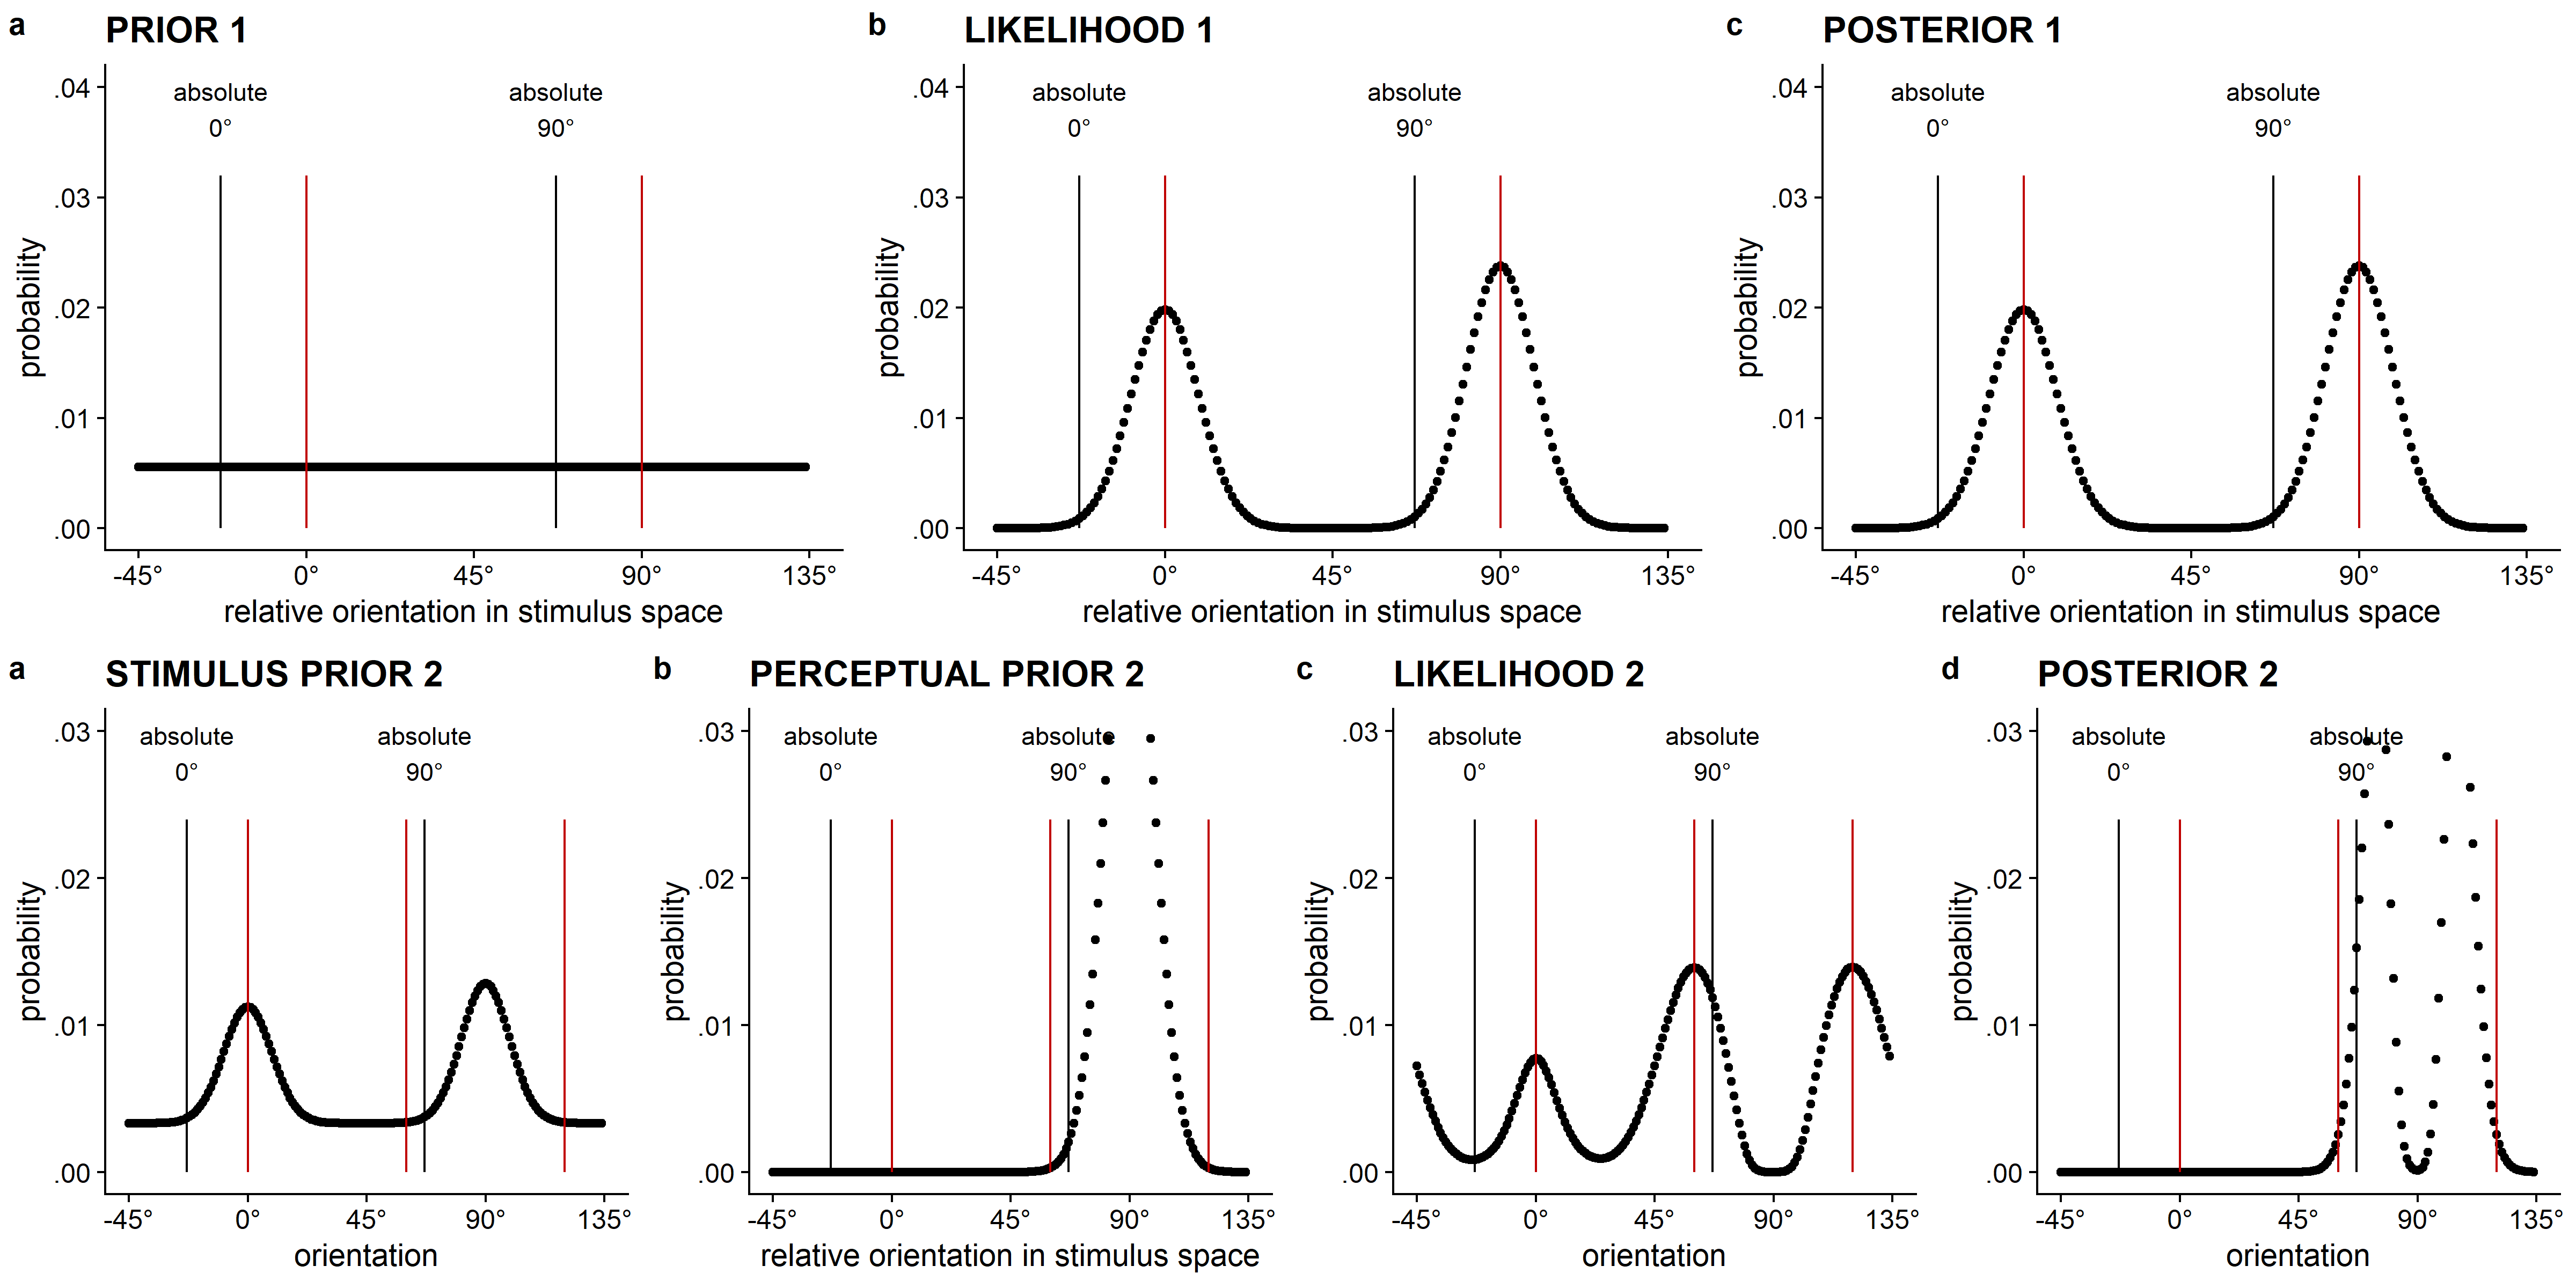 a PRIOR 1
.04
.03
.02
.01
.00
probability
absolute
0°
absolute
90°
-45° 0° 45° 90° 135°
relative orientation in stimulus space
b LIKELIHOOD 1
.04
.03
.02
.01
.00
probability
absolute
0°
absolute
90°
-45° 0° 45° 90° 135°
relative orientation in stimulus space
c POSTERIOR 1
.04
.03
.02
.01
.00
probability
absolute
0°
absolute
90°
-45° 0° 45° 90° 135°
relative orientation in stimulus space
a STIMULUS PRIOR 2
.03
.02
.01
.00
probability
absolute
0°
absolute
90°
-45° 0° 45° 90° 135°
orientation
b PERCEPTUAL PRIOR 2
.03
.02
.01
.00
probability
absolute
0°
absolute
90°
-45° 0° 45° 90° 135°
relative orientation in stimulus space
c LIKELIHOOD 2
.03
.02
.01
.00
probability
absolute
0°
absolute
90°
-45° 0° 45° 90° 135°
orientation
d POSTERIOR 2
.03
.02
.01
.00
probability
absolute
0°
absolute
90°
-45° 0° 45° 90° 135°
orientation